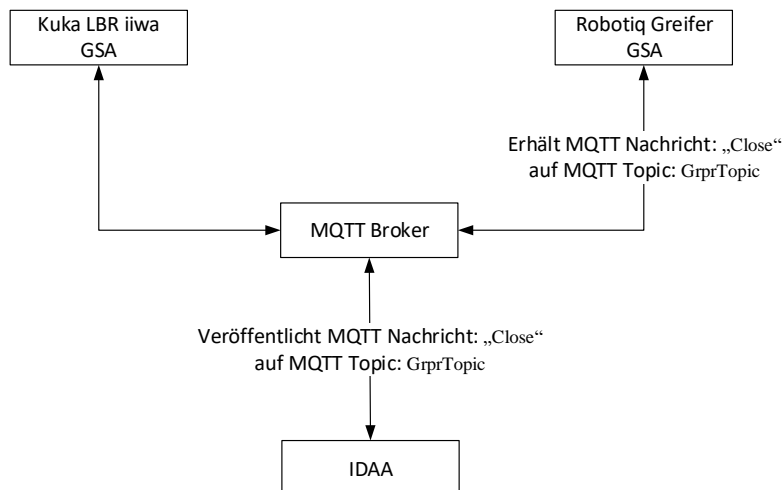 Kuka LBR iiwa
GSA
Robotiq Greifer
GSA
Erhält MQTT Nachricht: „Close“
auf MQTT Topic: GrprTopic
MQTT Broker
Veröffentlicht MQTT Nachricht: „Close“
auf MQTT Topic: GrprTopic
IDAA